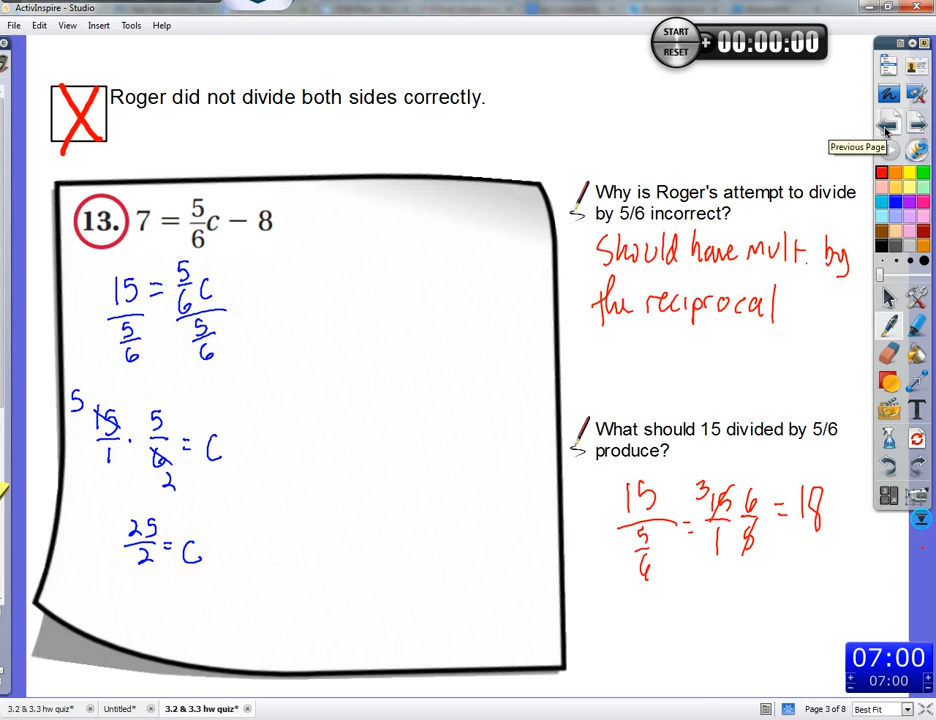 ActivInspire - Studio
File Edit View Insert Tools Help
START
RESET
+ 00:00:00
X Roger did not divide both sides correctly.
Previous Page
13. 7 = 5/6 c − 8
15 = 5/6 c
5/6 5/6
5
15/1 · 5/6 = c
2
25/2 = c
Why is Roger's attempt to divide
by 5/6 incorrect?
Should have mult. by
the reciprocal
What should 15 divided by 5/6
produce?
15 / 5/6 = 3 15/1 6/5 = 18
07:00
07:00
3.2 & 3.3 hw quiz* Untitled* 3.2 & 3.3 hw quiz* Page 3 of 8 Best Fit